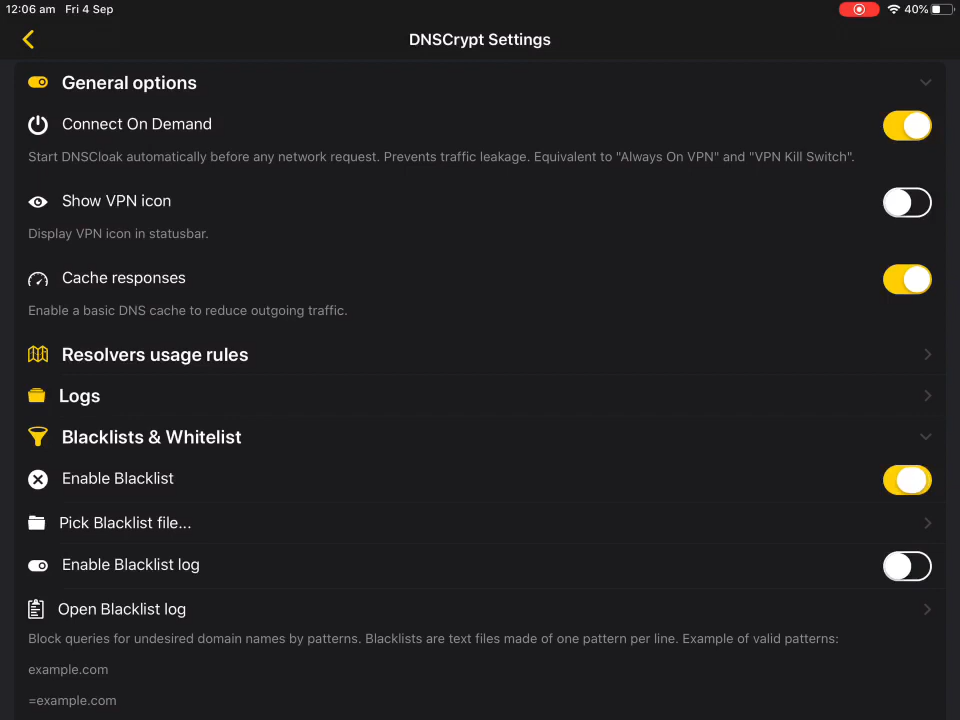 12:06 am Fri 4 Sep 40%
DNSCrypt Settings
General options
Connect On Demand
Start DNSCloak automatically before any network request. Prevents traffic leakage. Equivalent to "Always On VPN" and "VPN Kill Switch".
Show VPN icon
Display VPN icon in statusbar.
Cache responses
Enable a basic DNS cache to reduce outgoing traffic.
Resolvers usage rules
Logs
Blacklists & Whitelist
Enable Blacklist
Pick Blacklist file...
Enable Blacklist log
Open Blacklist log
Block queries for undesired domain names by patterns. Blacklists are text files made of one pattern per line. Example of valid patterns:
example.com
=example.com